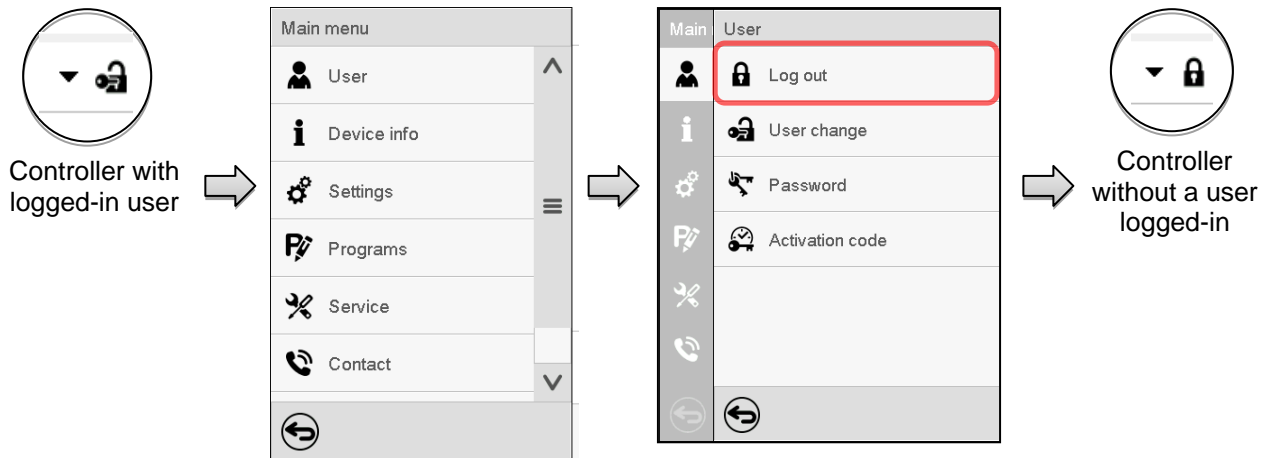 Controller with
logged-in user
Main menu
User
Device info
Settings
Programs
Service
Contact
Main
User
Log out
User change
Password
Activation code
Controller
without a user
logged-in